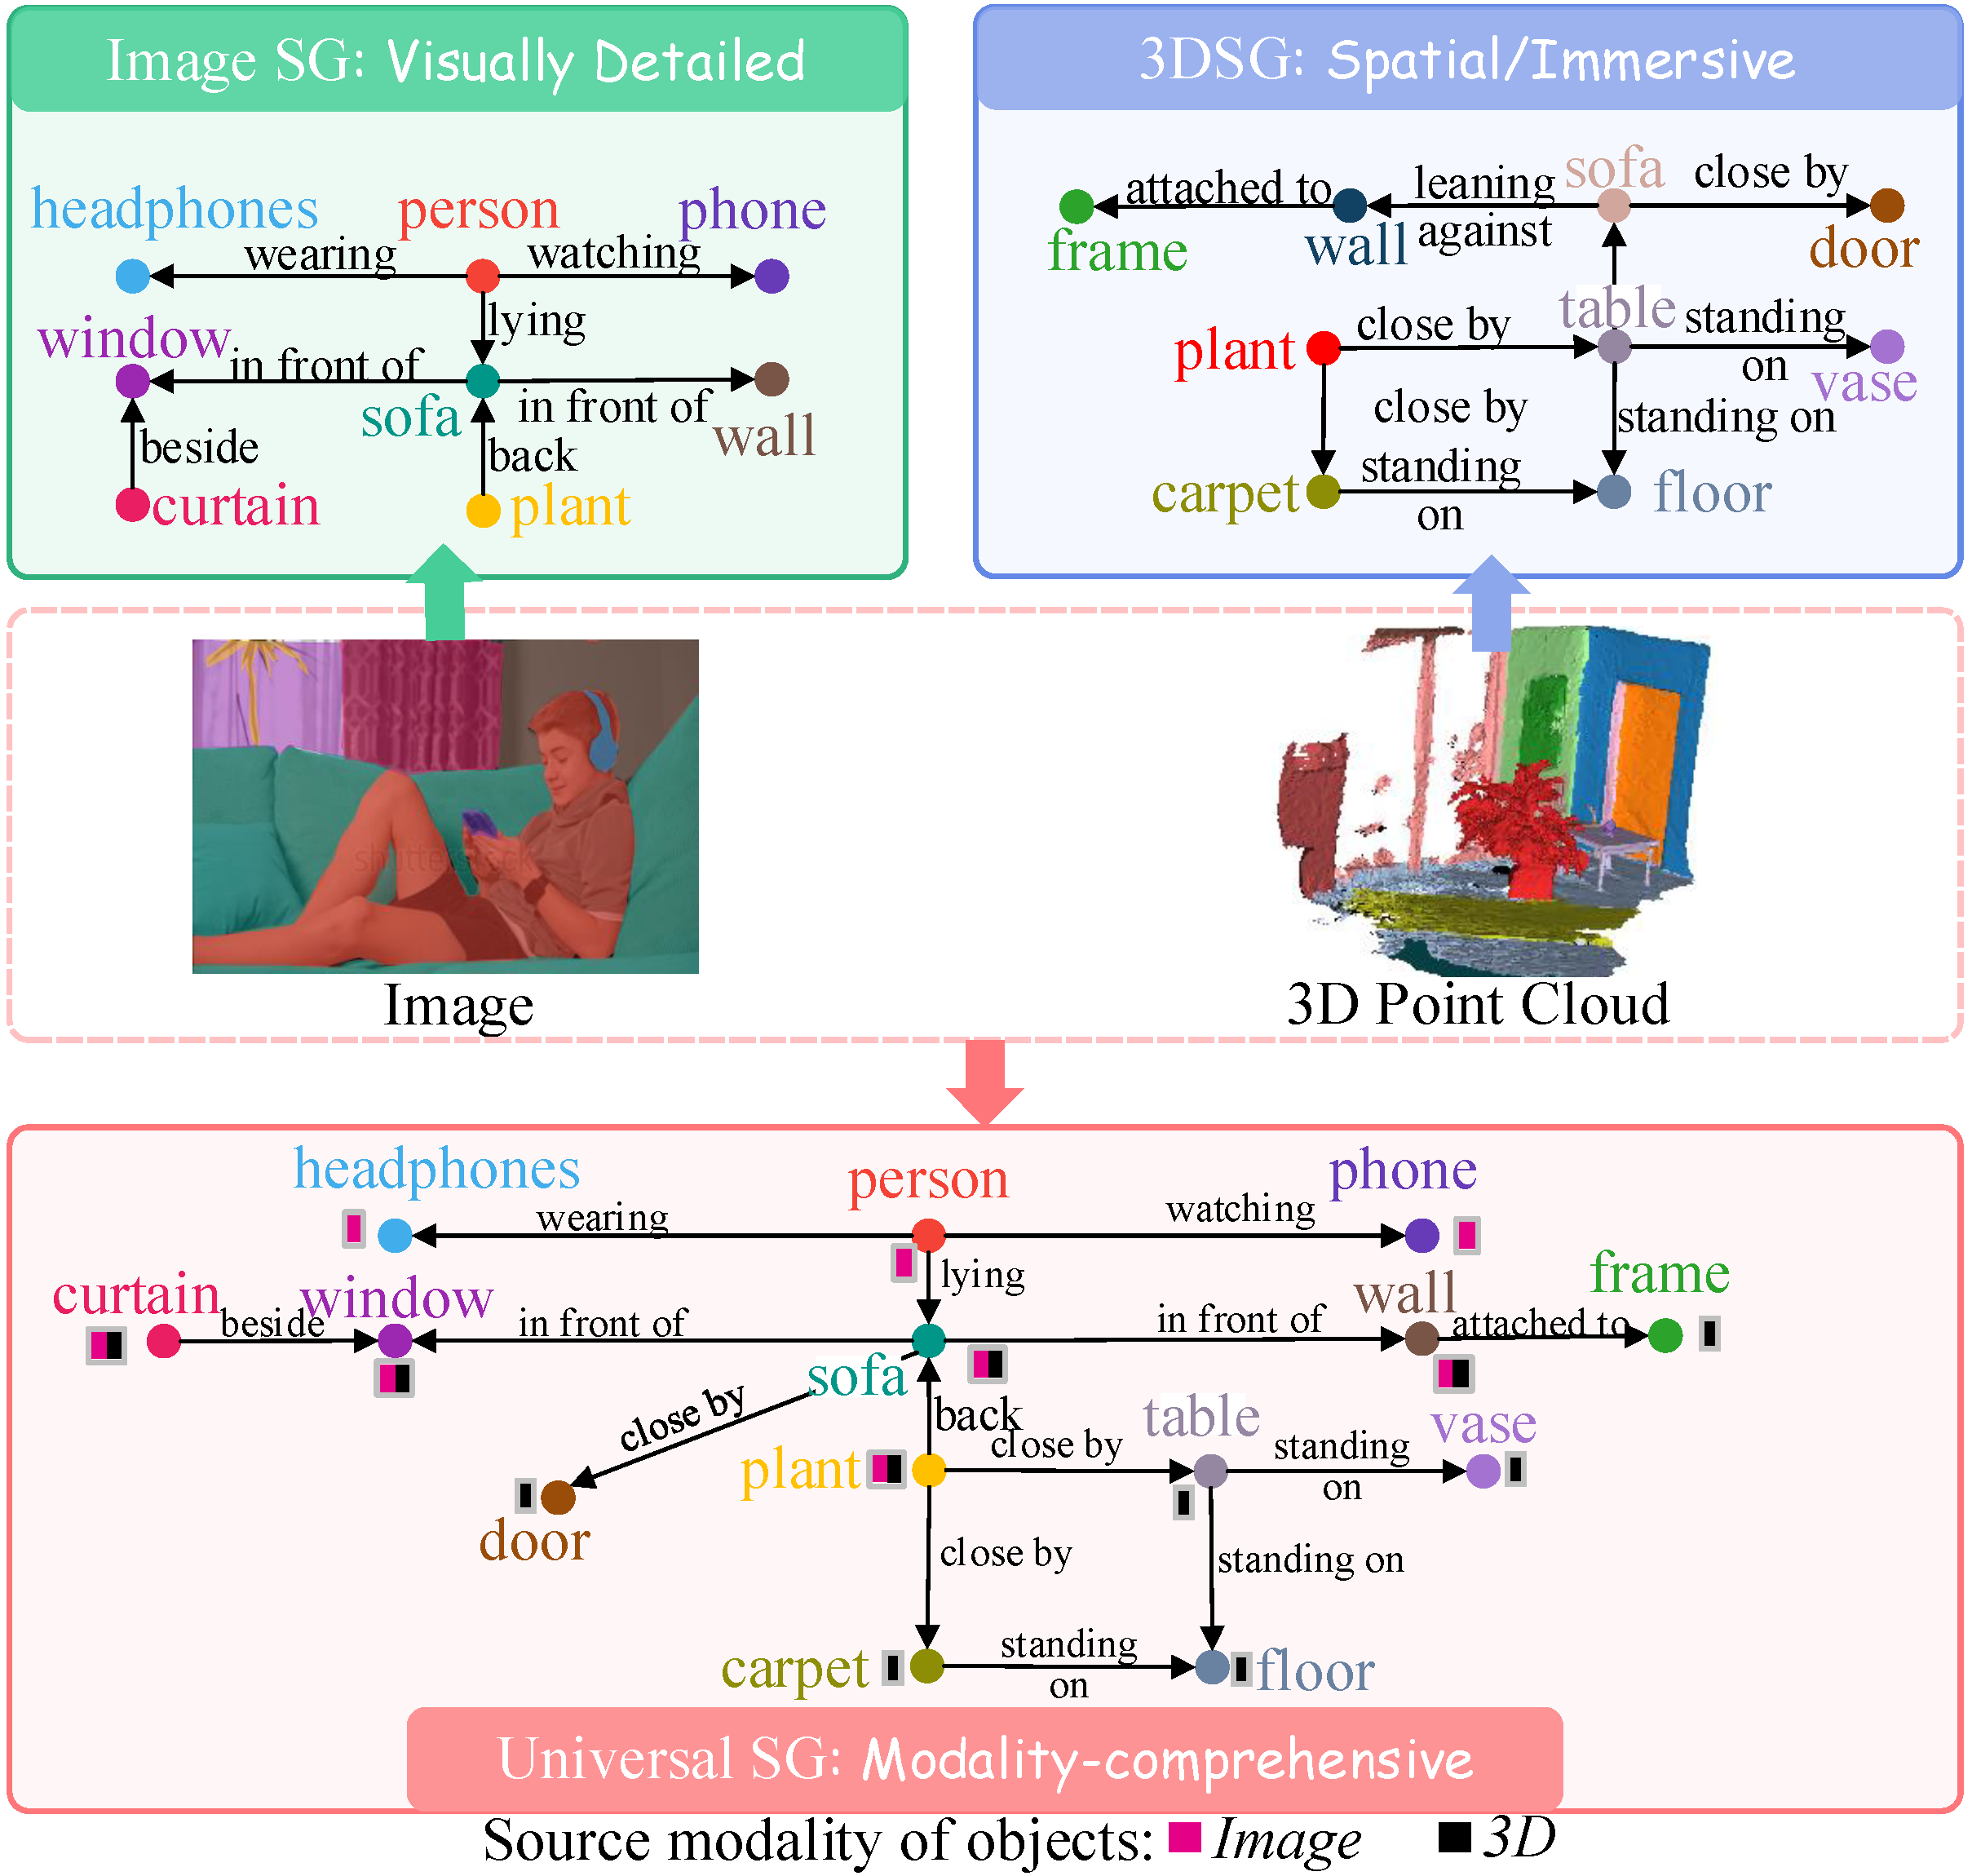 Image SG: Visually Detailed
headphones
person
phone
wearing
watching
window
lying
in front of
sofa
in front of
wall
beside
back
curtain
plant
3DSG: Spatial/Immersive
attached to
leaning
against
sofa
close by
frame
wall
door
plant
close by
table
standing
on
vase
close by
standing on
carpet
standing
on
floor
shutterstock
Image
3D Point Cloud
headphones
person
phone
wearing
watching
curtain
window
lying
wall
frame
beside
in front of
in front of
attached to
sofa
close by
back
table
vase
plant
close by
standing
on
door
close by
standing on
carpet
standing
on
floor
Universal SG: Modality-comprehensive
Source modality of objects: Image 3D